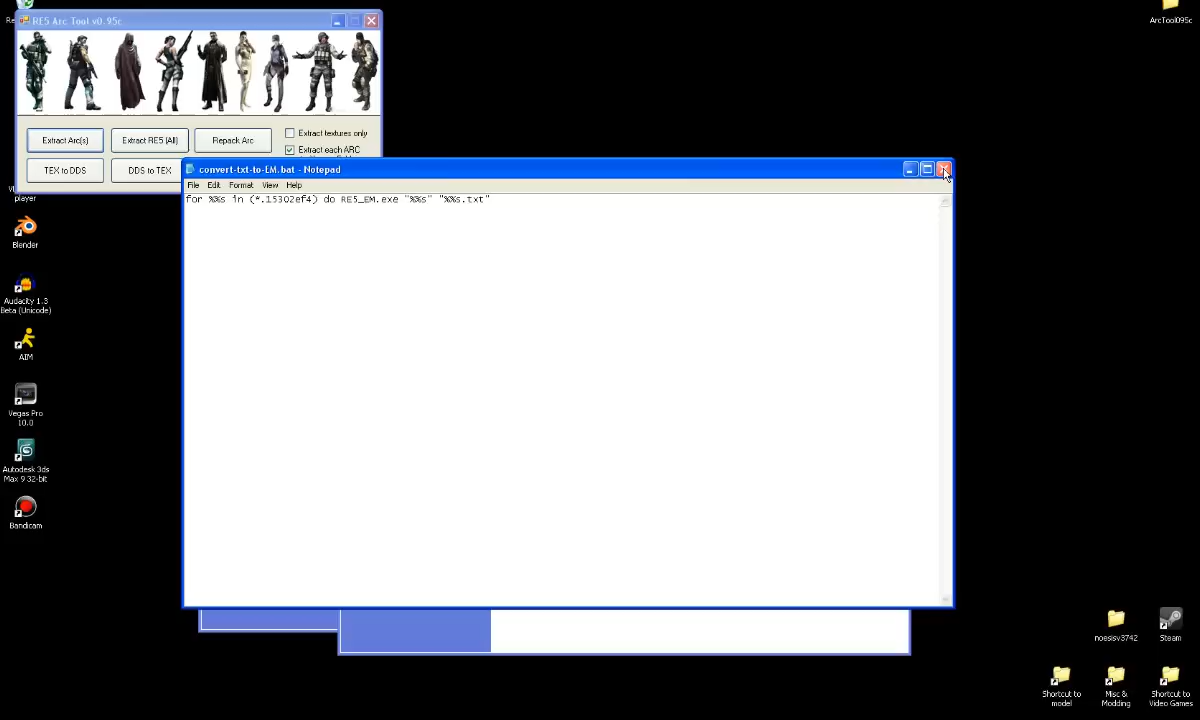 Re
RE5 Arc Tool v0.95c
ArcTool095c
Extract Arc(s)
Extract RE5 (All)
Repack Arc
Extract textures only
Extract each ARC
TEX to DDS
DDS to TEX
convert-txt-to-EM.bat - Notepad
File Edit Format View Help
for %%s in (*.15302ef4) do RE5_EM.exe "%%s" "%%s.txt"
player
Blender
Audacity 1.3
Beta (Unicode)
AIM
Vegas Pro
10.0
Autodesk 3ds
Max 9 32-bit
Bandicam
noesisv3742
Steam
Shortcut to
model
Misc &
Modding
Shortcut to
Video Games